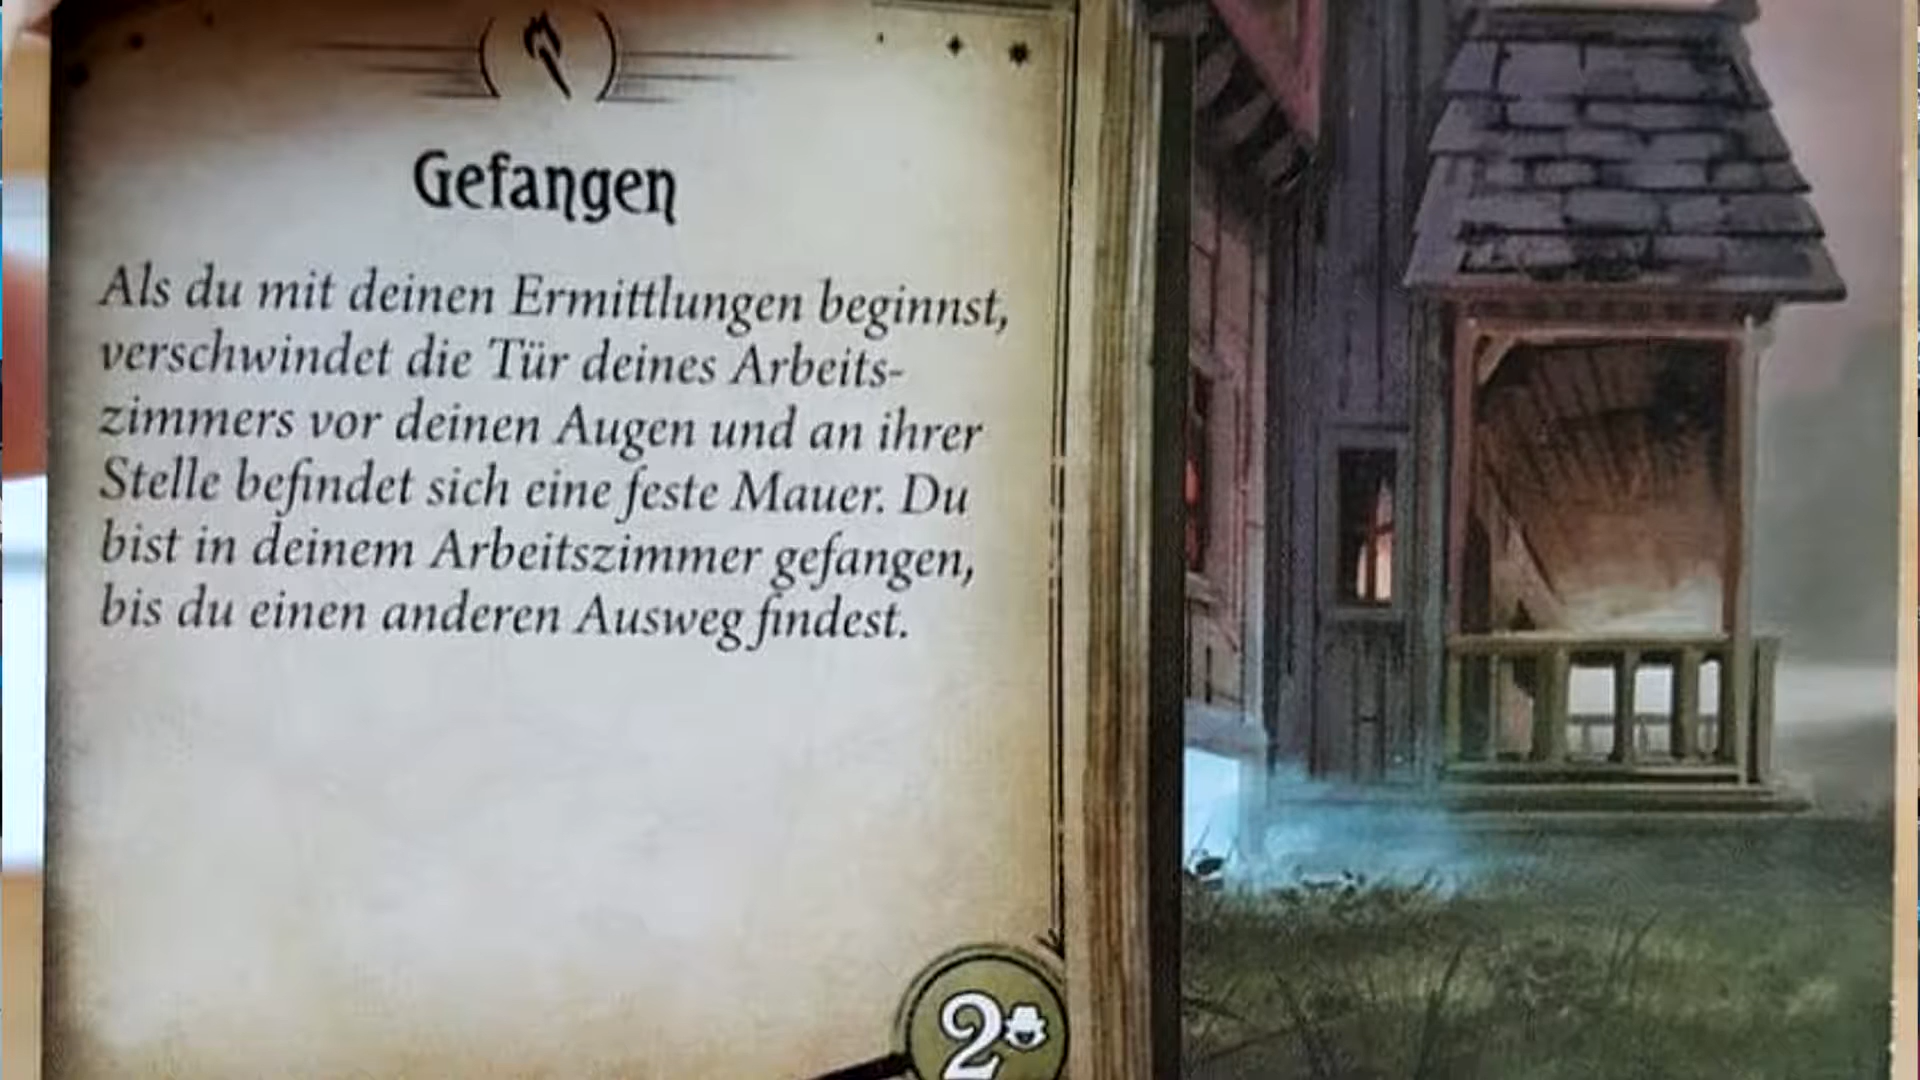 Gefangen
Als du mit deinen Ermittlungen beginnst,
verschwindet die Tür deines Arbeits-
zimmers vor deinen Augen und an ihrer
Stelle befindet sich eine feste Mauer. Du
bist in deinem Arbeitszimmer gefangen,
bis du einen anderen Ausweg findest.
2